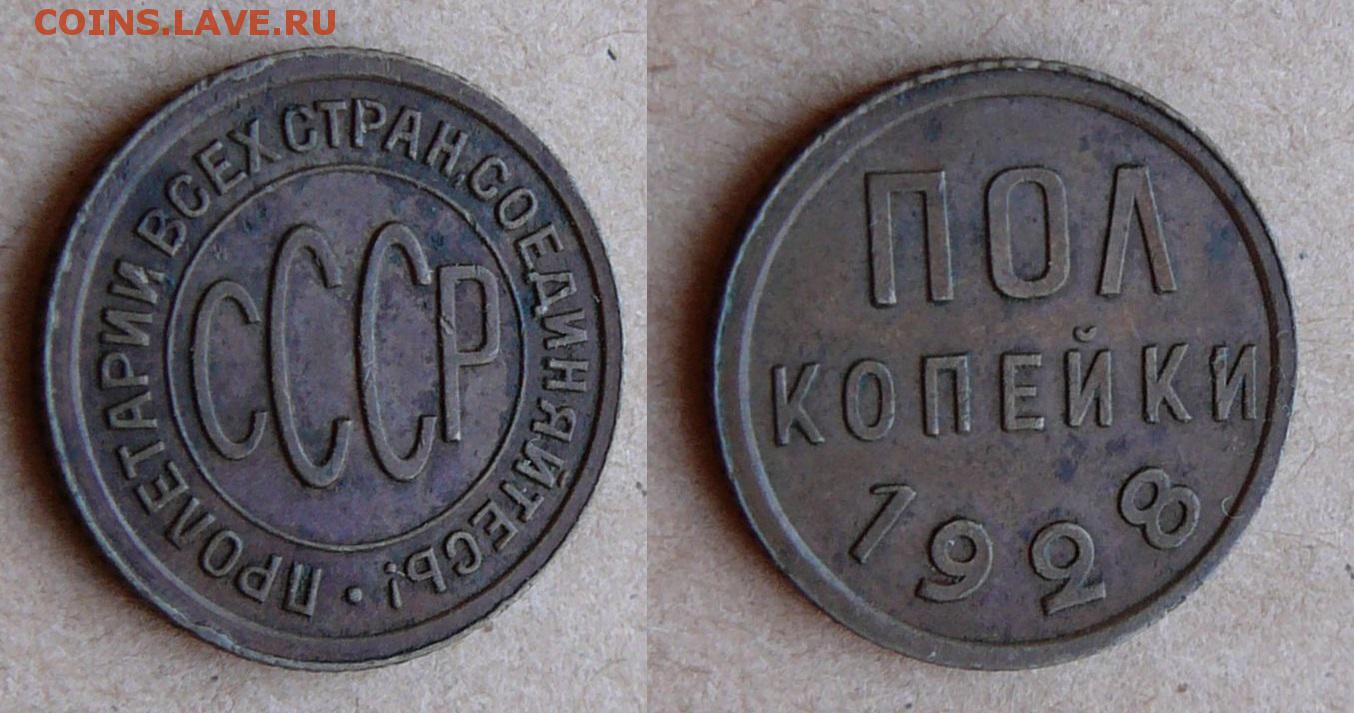 COINS.LAVE.RU
ПРОЛЕТАРИИ ВСЕХ СТРАН, СОЕДИНЯЙТЕСЬ! •
СССР
ПОЛ
КОПЕЙКИ
1928